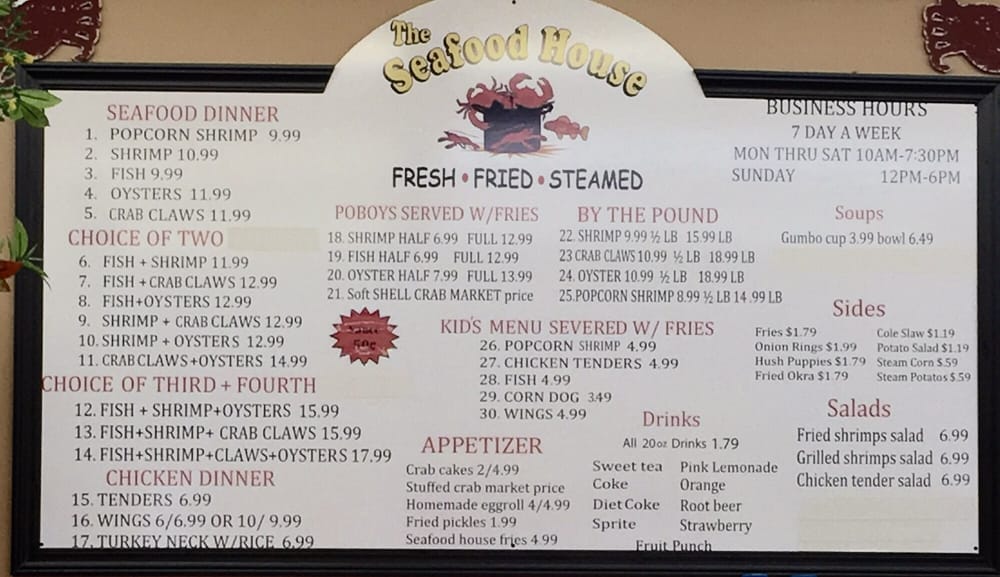 The
Seafood House
FRESH • FRIED • STEAMED
BUSINESS HOURS
7 DAY A WEEK
MON THRU SAT 10AM-7:30PM
SUNDAY 12PM-6PM
SEAFOOD DINNER
1. POPCORN SHRIMP 9.99
2. SHRIMP 10.99
3. FISH 9.99
4. OYSTERS 11.99
5. CRAB CLAWS 11.99
CHOICE OF TWO
6. FISH + SHRIMP 11.99
7. FISH + CRAB CLAWS 12.99
8. FISH+OYSTERS 12.99
9. SHRIMP + CRAB CLAWS 12.99
10. SHRIMP + OYSTERS 12.99
11. CRAB CLAWS+OYSTERS 14.99
CHOICE OF THIRD + FOURTH
12. FISH + SHRIMP+OYSTERS 15.99
13. FISH+SHRIMP+ CRAB CLAWS 15.99
14. FISH+SHRIMP+CLAWS+OYSTERS 17.99
CHICKEN DINNER
15. TENDERS 6.99
16. WINGS 6/6.99 OR 10/ 9.99
17. TURKEY NECK W/RICE 6.99
POBOYS SERVED W/FRIES
18. SHRIMP HALF 6.99 FULL 12.99
19. FISH HALF 6.99 FULL 12.99
20. OYSTER HALF 7.99 FULL 13.99
21. Soft SHELL CRAB MARKET price
50¢
BY THE POUND
22. SHRIMP 9.99 ½ LB 15.99 LB
23 CRAB CLAWS 10.99 ½ LB 18.99 LB
24. OYSTER 10.99 ½ LB 18.99 LB
25.POPCORN SHRIMP 8.99 ½ LB 14 .99 LB
KID'S MENU SEVERED W/ FRIES
26. POPCORN SHRIMP 4.99
27. CHICKEN TENDERS 4.99
28. FISH 4.99
29. CORN DOG 3.49
30. WINGS 4.99
APPETIZER
Crab cakes 2/4.99
Stuffed crab market price
Homemade eggroll 4/4.99
Fried pickles 1.99
Seafood house fries 4.99
Drinks
All 20oz Drinks 1.79
Sweet tea Pink Lemonade
Coke Orange
Diet Coke Root beer
Sprite Strawberry
Fruit Punch
Soups
Gumbo cup 3.99 bowl 6.49
Sides
Fries $1.79 Cole Slaw $1.19
Onion Rings $1.99 Potato Salad $1.19
Hush Puppies $1.79 Steam Corn $.59
Fried Okra $1.79 Steam Potatos $.59
Salads
Fried shrimps salad 6.99
Grilled shrimps salad 6.99
Chicken tender salad 6.99